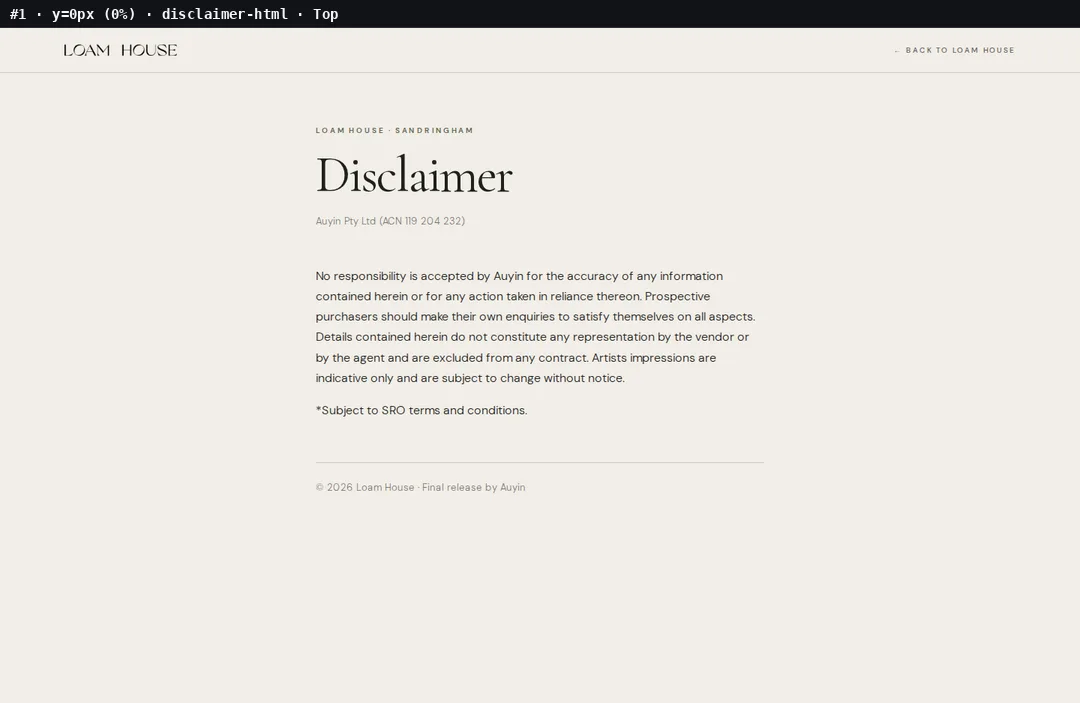 #1 · y=0px (0%) · disclaimer-html · Top
LOAM HOUSE
← BACK TO LOAM HOUSE
LOAM HOUSE · SANDRINGHAM
Disclaimer
Auyin Pty Ltd (ACN 119 204 232)
No responsibility is accepted by Auyin for the accuracy of any information
contained herein or for any action taken in reliance thereon. Prospective
purchasers should make their own enquiries to satisfy themselves on all aspects.
Details contained herein do not constitute any representation by the vendor or
by the agent and are excluded from any contract. Artists impressions are
indicative only and are subject to change without notice.
*Subject to SRO terms and conditions.
© 2026 Loam House · Final release by Auyin